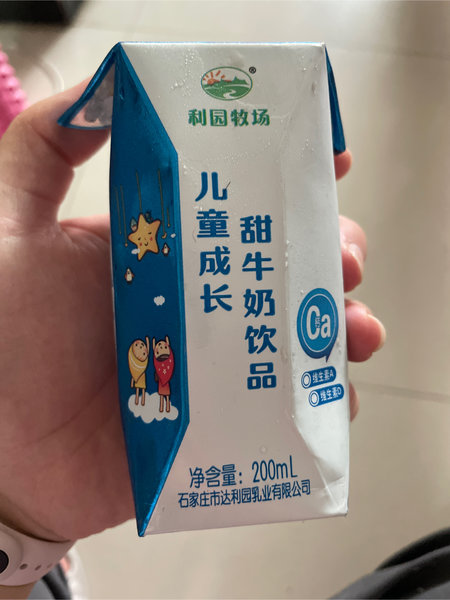 ®
利园牧场
儿童成长
甜牛奶饮品
钙
Ca
维生素A
维生素D
净含量：200mL
石家庄市达利园乳业有限公司